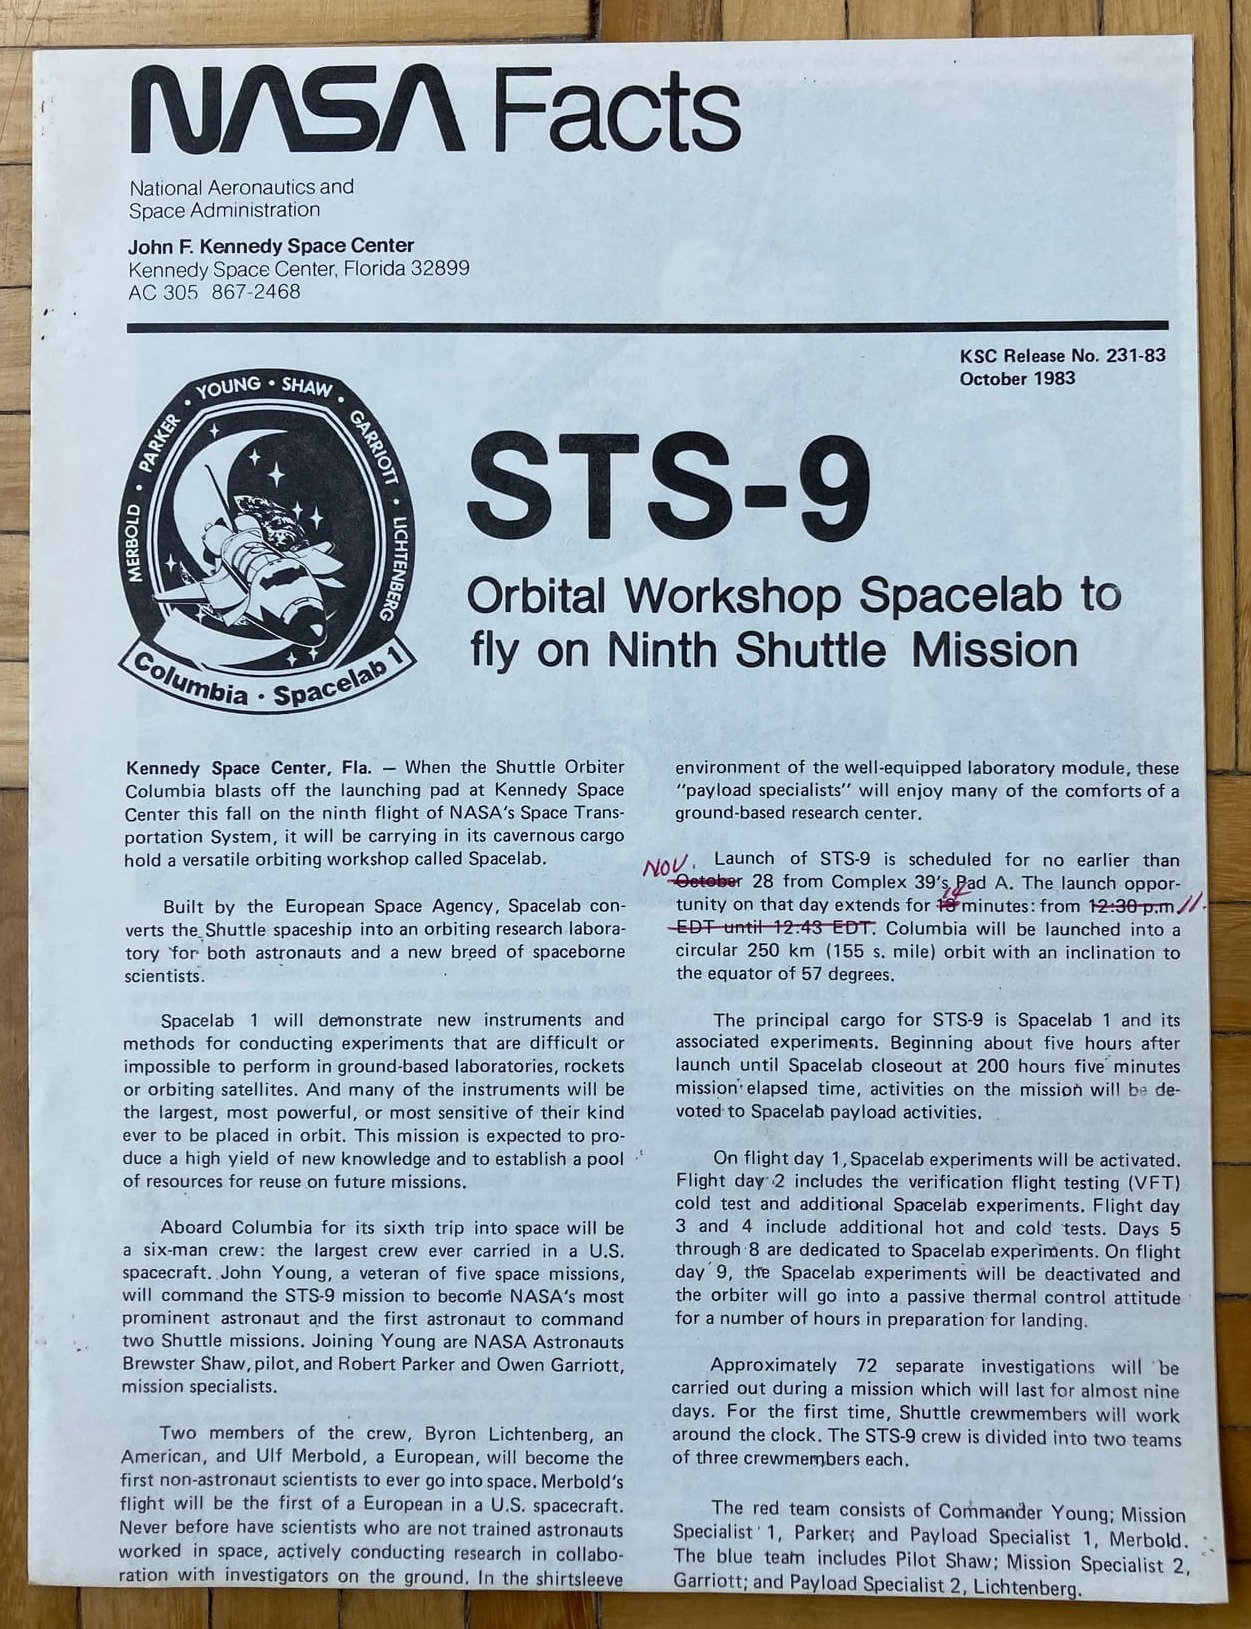 NASA Facts
National Aeronautics and
Space Administration
John F. Kennedy Space Center
Kennedy Space Center, Florida 32899
AC 305 867-2468
KSC Release No. 231-83
October 1983
MERBOLD • PARKER • YOUNG • SHAW • GARRIOTT • LICHTENBERG
Columbia • Spacelab 1
STS-9
Orbital Workshop Spacelab to
fly on Ninth Shuttle Mission
Kennedy Space Center, Fla. — When the Shuttle Orbiter
Columbia blasts off the launching pad at Kennedy Space
Center this fall on the ninth flight of NASA's Space Trans-
portation System, it will be carrying in its cavernous cargo
hold a versatile orbiting workshop called Spacelab.
Built by the European Space Agency, Spacelab con-
verts the Shuttle spaceship into an orbiting research labora-
tory for both astronauts and a new breed of spaceborne
scientists.
Spacelab 1 will demonstrate new instruments and
methods for conducting experiments that are difficult or
impossible to perform in ground-based laboratories, rockets
or orbiting satellites. And many of the instruments will be
the largest, most powerful, or most sensitive of their kind
ever to be placed in orbit. This mission is expected to pro-
duce a high yield of new knowledge and to establish a pool
of resources for reuse on future missions.
Aboard Columbia for its sixth trip into space will be
a six-man crew: the largest crew ever carried in a U.S.
spacecraft. John Young, a veteran of five space missions,
will command the STS-9 mission to become NASA's most
prominent astronaut and the first astronaut to command
two Shuttle missions. Joining Young are NASA Astronauts
Brewster Shaw, pilot, and Robert Parker and Owen Garriott,
mission specialists.
Two members of the crew, Byron Lichtenberg, an
American, and Ulf Merbold, a European, will become the
first non-astronaut scientists to ever go into space. Merbold's
flight will be the first of a European in a U.S. spacecraft.
Never before have scientists who are not trained astronauts
worked in space, actively conducting research in collabo-
ration with investigators on the ground. In the shirtsleeve
environment of the well-equipped laboratory module, these
"payload specialists" will enjoy many of the comforts of a
ground-based research center.
Launch of STS-9 is scheduled for no earlier than
NOV. October 28 from Complex 39's Pad A. The launch oppor-
14
tunity on that day extends for minutes: from 12:30 p.m 11.
EDT until 12:43 EDT. Columbia will be launched into a
circular 250 km (155 s. mile) orbit with an inclination to
the equator of 57 degrees.
The principal cargo for STS-9 is Spacelab 1 and its
associated experiments. Beginning about five hours after
launch until Spacelab closeout at 200 hours five minutes
mission elapsed time, activities on the mission will be de-
voted to Spacelab payload activities.
On flight day 1, Spacelab experiments will be activated.
Flight day 2 includes the verification flight testing (VFT)
cold test and additional Spacelab experiments. Flight day
3 and 4 include additional hot and cold tests. Days 5
through 8 are dedicated to Spacelab experiments. On flight
day 9, the Spacelab experiments will be deactivated and
the orbiter will go into a passive thermal control attitude
for a number of hours in preparation for landing.
Approximately 72 separate investigations will be
carried out during a mission which will last for almost nine
days. For the first time, Shuttle crewmembers will work
around the clock. The STS-9 crew is divided into two teams
of three crewmembers each.
The red team consists of Commander Young; Mission
Specialist 1, Parker; and Payload Specialist 1, Merbold.
The blue team includes Pilot Shaw; Mission Specialist 2,
Garriott; and Payload Specialist 2, Lichtenberg.